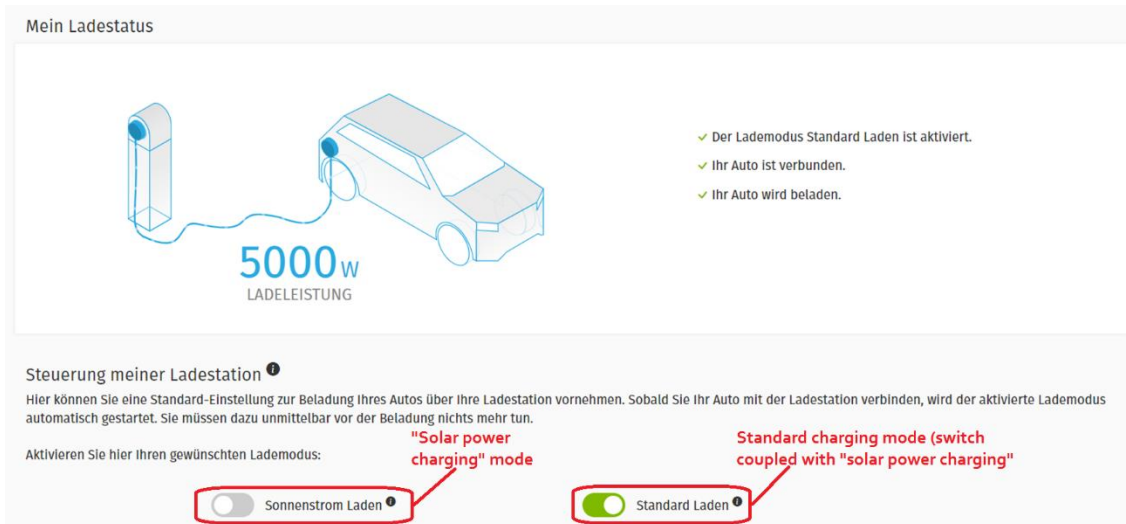 Mein Ladestatus
5000 W
LADELEISTUNG
✓ Der Lademodus Standard Laden ist aktiviert.
✓ Ihr Auto ist verbunden.
✓ Ihr Auto wird beladen.
Steuerung meiner Ladestation i
Hier können Sie eine Standard-Einstellung zur Beladung Ihres Autos über Ihre Ladestation vornehmen. Sobald Sie Ihr Auto mit der Ladestation verbinden, wird der aktivierte Lademodus
automatisch gestartet. Sie müssen dazu unmittelbar vor der Beladung nichts mehr tun.
Aktivieren Sie hier Ihren gewünschten Lademodus:
"Solar power
charging" mode
Standard charging mode (switch
coupled with "solar power charging"
Sonnenstrom Laden i
Standard Laden i